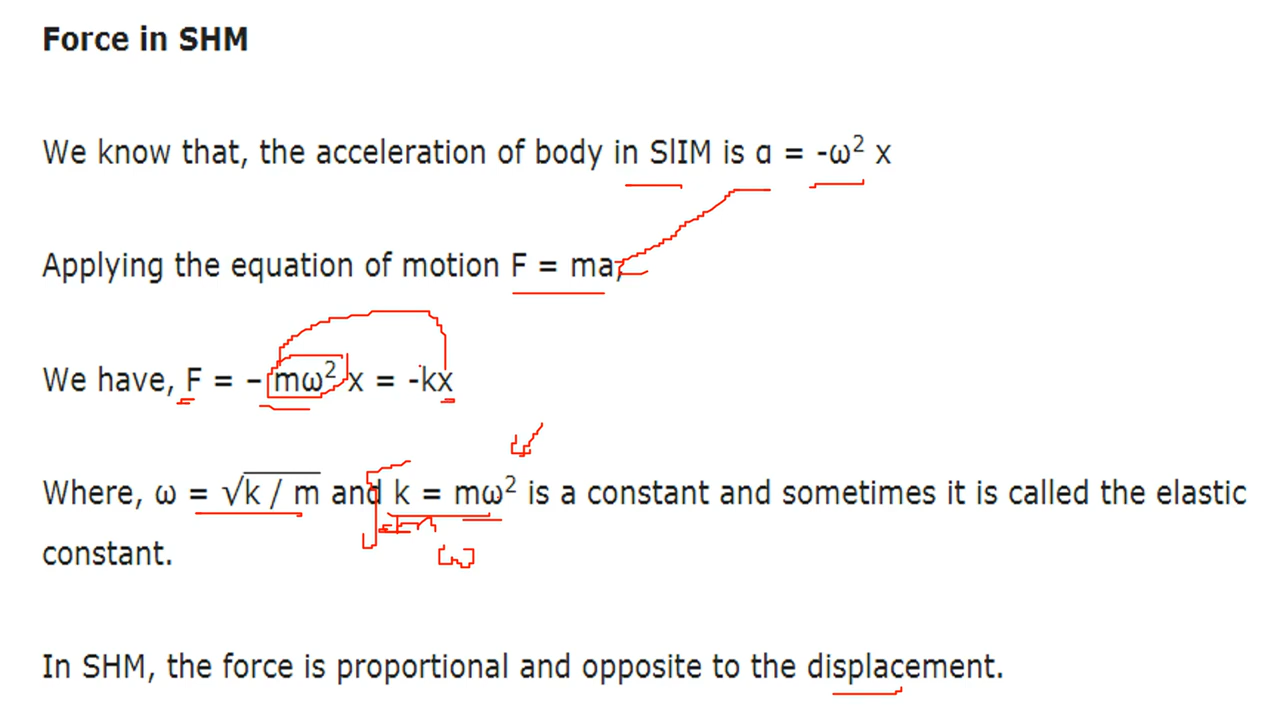 Force in SHM
We know that, the acceleration of body in SlIM is ɑ = -ω² x
Applying the equation of motion F = ma,
We have, F = – mω² x = -kx
Where, ω = √k / m and k = mω² is a constant and sometimes it is called the elastic
constant.
ω
In SHM, the force is proportional and opposite to the displacement.